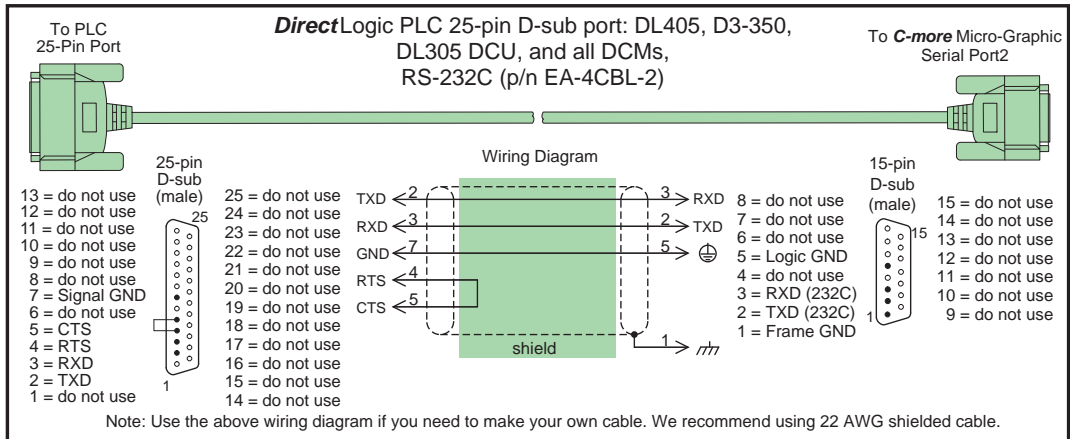 To PLC
25-Pin Port
DirectLogic PLC 25-pin D-sub port: DL405, D3-350,
DL305 DCU, and all DCMs,
RS-232C (p/n EA-4CBL-2)
To C-more Micro-Graphic
Serial Port2
25-pin
D-sub
(male)
13 = do not use
12 = do not use
11 = do not use
10 = do not use
9 = do not use
8 = do not use
7 = Signal GND
6 = do not use
5 = CTS
4 = RTS
3 = RXD
2 = TXD
1 = do not use
25
1
25 = do not use
24 = do not use
23 = do not use
22 = do not use
21 = do not use
20 = do not use
19 = do not use
18 = do not use
17 = do not use
16 = do not use
15 = do not use
14 = do not use
Wiring Diagram
TXD 2 3 RXD
RXD 3 2 TXD
GND 7 5
RTS 4
CTS 5
shield
1
8 = do not use
7 = do not use
6 = do not use
5 = Logic GND
4 = do not use
3 = RXD (232C)
2 = TXD (232C)
1 = Frame GND
15-pin
D-sub
(male)
15
1
15 = do not use
14 = do not use
13 = do not use
12 = do not use
11 = do not use
10 = do not use
9 = do not use
Note: Use the above wiring diagram if you need to make your own cable. We recommend using 22 AWG shielded cable.